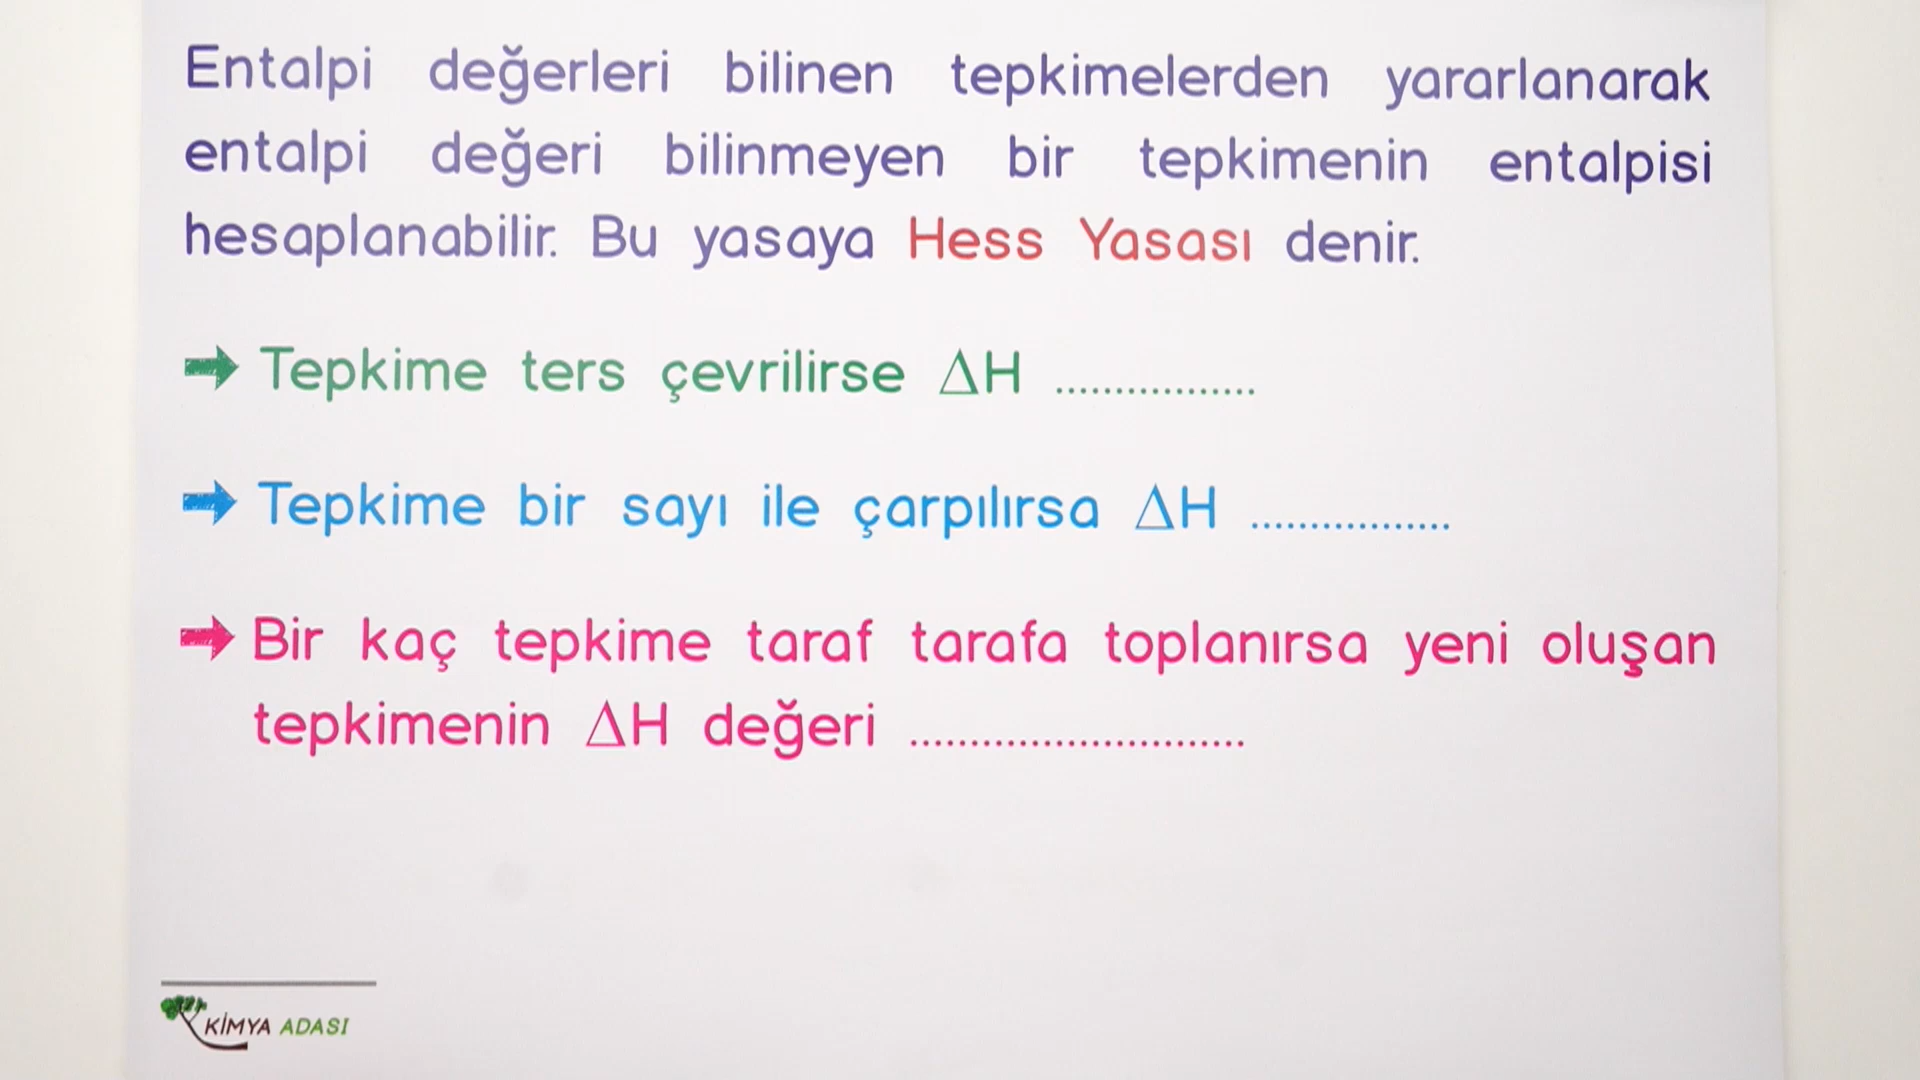 Entalpi değerleri bilinen tepkimelerden yararlanarak
entalpi değeri bilinmeyen bir tepkimenin entalpisi
hesaplanabilir. Bu yasaya Hess Yasası denir.
Tepkime ters çevrilirse ΔH .................
Tepkime bir sayı ile çarpılırsa ΔH .................
Bir kaç tepkime taraf tarafa toplanırsa yeni oluşan
tepkimenin ΔH değeri ............................
KİMYA ADASI